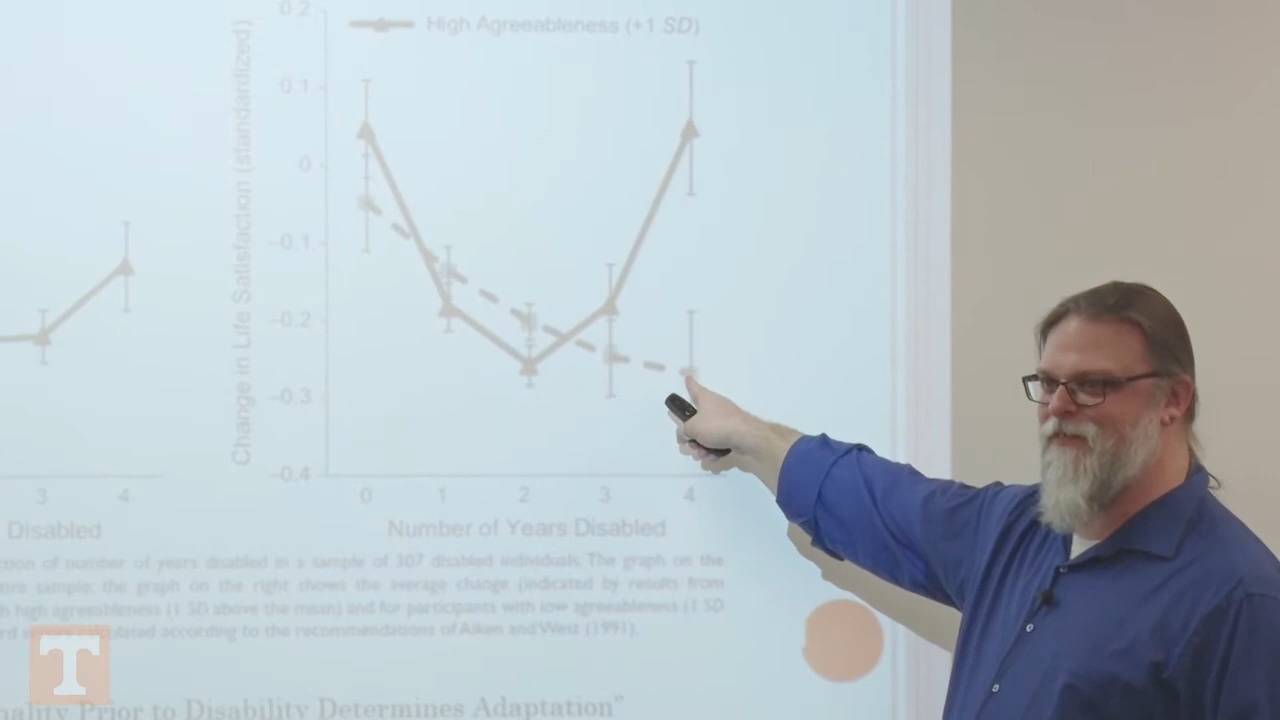 High Agreeableness (+1 SD)
Change in Life Satisfaction (standardized)
0.2
0.1
0
–0.1
–0.2
–0.3
–0.4
3 4
0 1 2 3 4
Disabled
Number of Years Disabled
ction of number of years disabled in a sample of 307 disabled individuals. The graph on the
tire sample, the graph on the right shows the average change (indicated by results from
h high agreeableness (1 SD above the mean) and for participants with low agreeableness (1 SD
calculated according to the recommendations of Aiken and West (1991).
T
nality Prior to Disability Determines Adaptation”